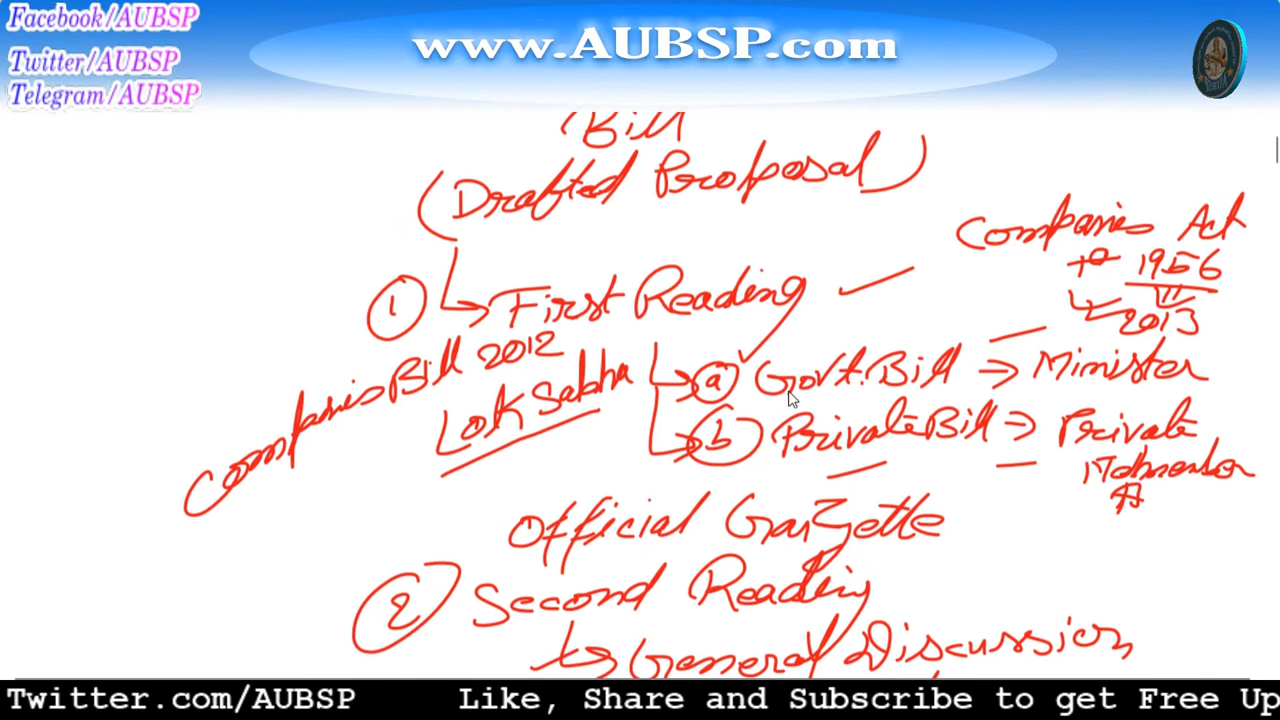 Facebook/AUBSP
Twitter/AUBSP
Telegram/AUBSP
www.AUBSP.com
(Bill
(Drafted Proposal)
Companies Act
1956
2013
① First Reading
Companies Bill 2012
Lok Sabha
ⓐ Govt. Bill ⇒ Minister
ⓑ Private Bill ⇒ Private
Official Gazette
② Second Reading
General Discussion
Twitter.com/AUBSP Like, Share and Subscribe to get Free Up